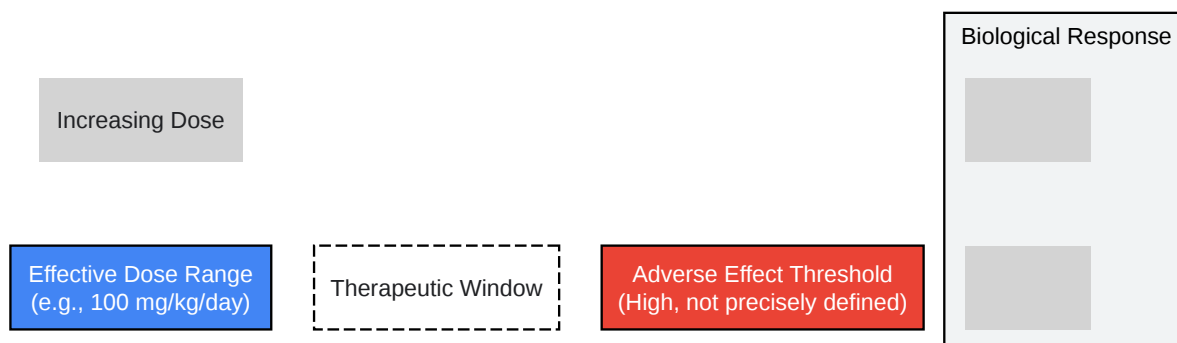 Biological Response
Increasing Dose
Effective Dose Range
(e.g., 100 mg/kg/day)
Therapeutic Window
Adverse Effect Threshold
(High, not precisely defined)